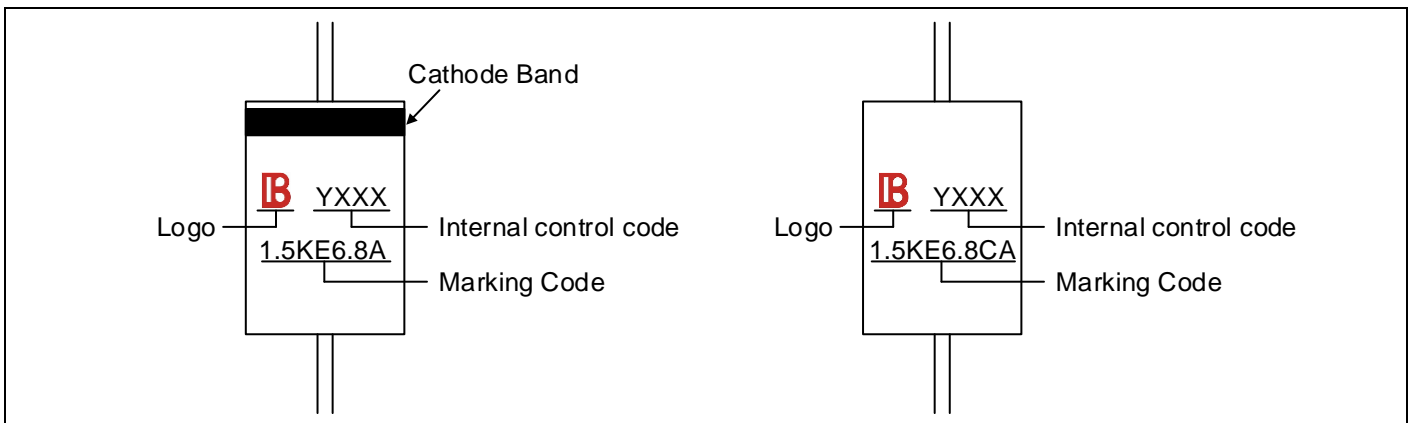 Cathode Band
YXXX
Logo
Internal control code
1.5KE6.8A
Marking Code
YXXX
Logo
Internal control code
1.5KE6.8CA
Marking Code